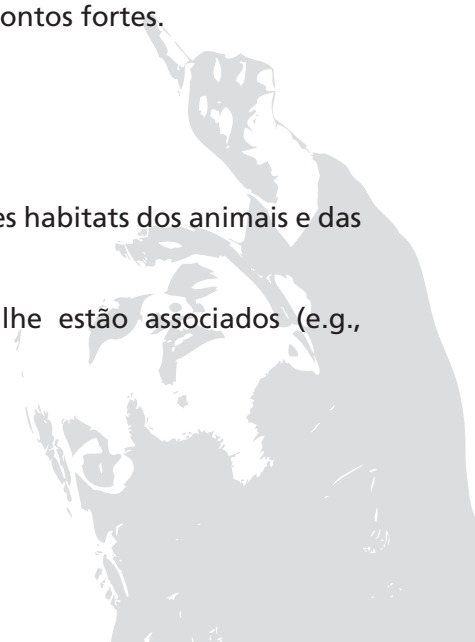 ontos fortes.
es habitats dos animais e das
lhe estão associados (e.g.,